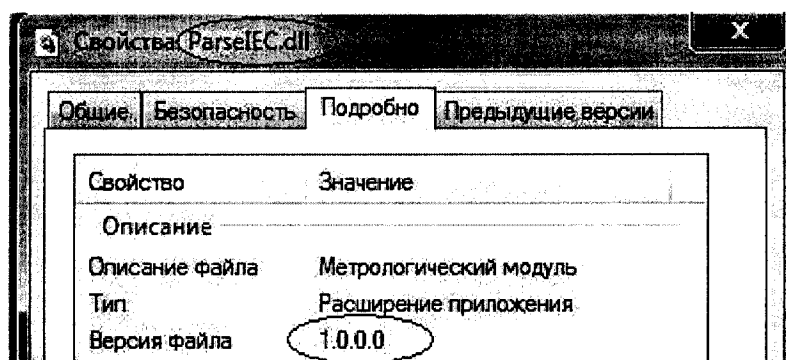 Свойства: ParseIEC.dll
X
Общие Безопасность Подробно Предыдущие версии
Свойство Значение
Описание
Описание файла Метрологический модуль
Тип Расширение приложения
Версия файла 1.0.0.0